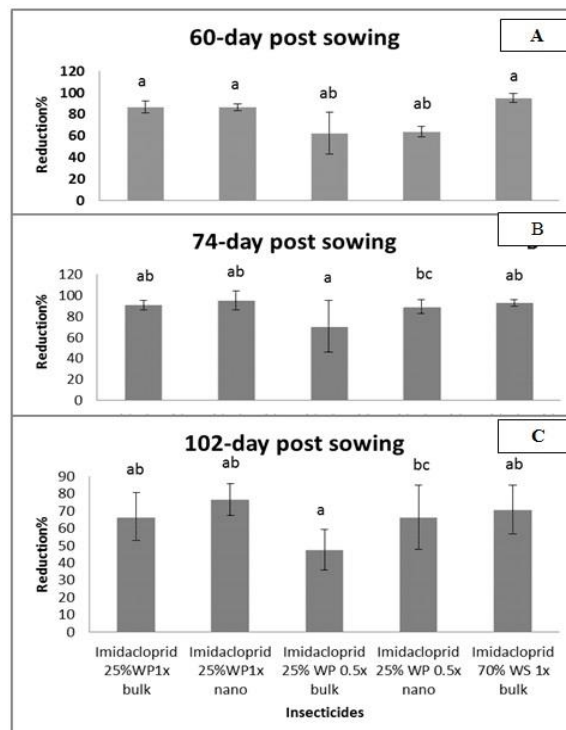 60-day post sowing
A
120
100
80
60
40
20
0
Reduction%
a
a
ab
ab
a
74-day post sowing
B
120
100
80
60
40
20
0
Reduction%
ab
ab
a
bc
ab
102-day post sowing
C
90
80
70
60
50
40
30
20
10
0
Reduction%
ab
ab
a
bc
ab
Imidacloprid
25%WP1x
bulk
Imidacloprid
25%WP1x
nano
Imidacloprid
25% WP 0.5x
bulk
Imidacloprid
25% WP 0.5x
nano
Imidacloprid
70% WS 1x
bulk
Insecticides